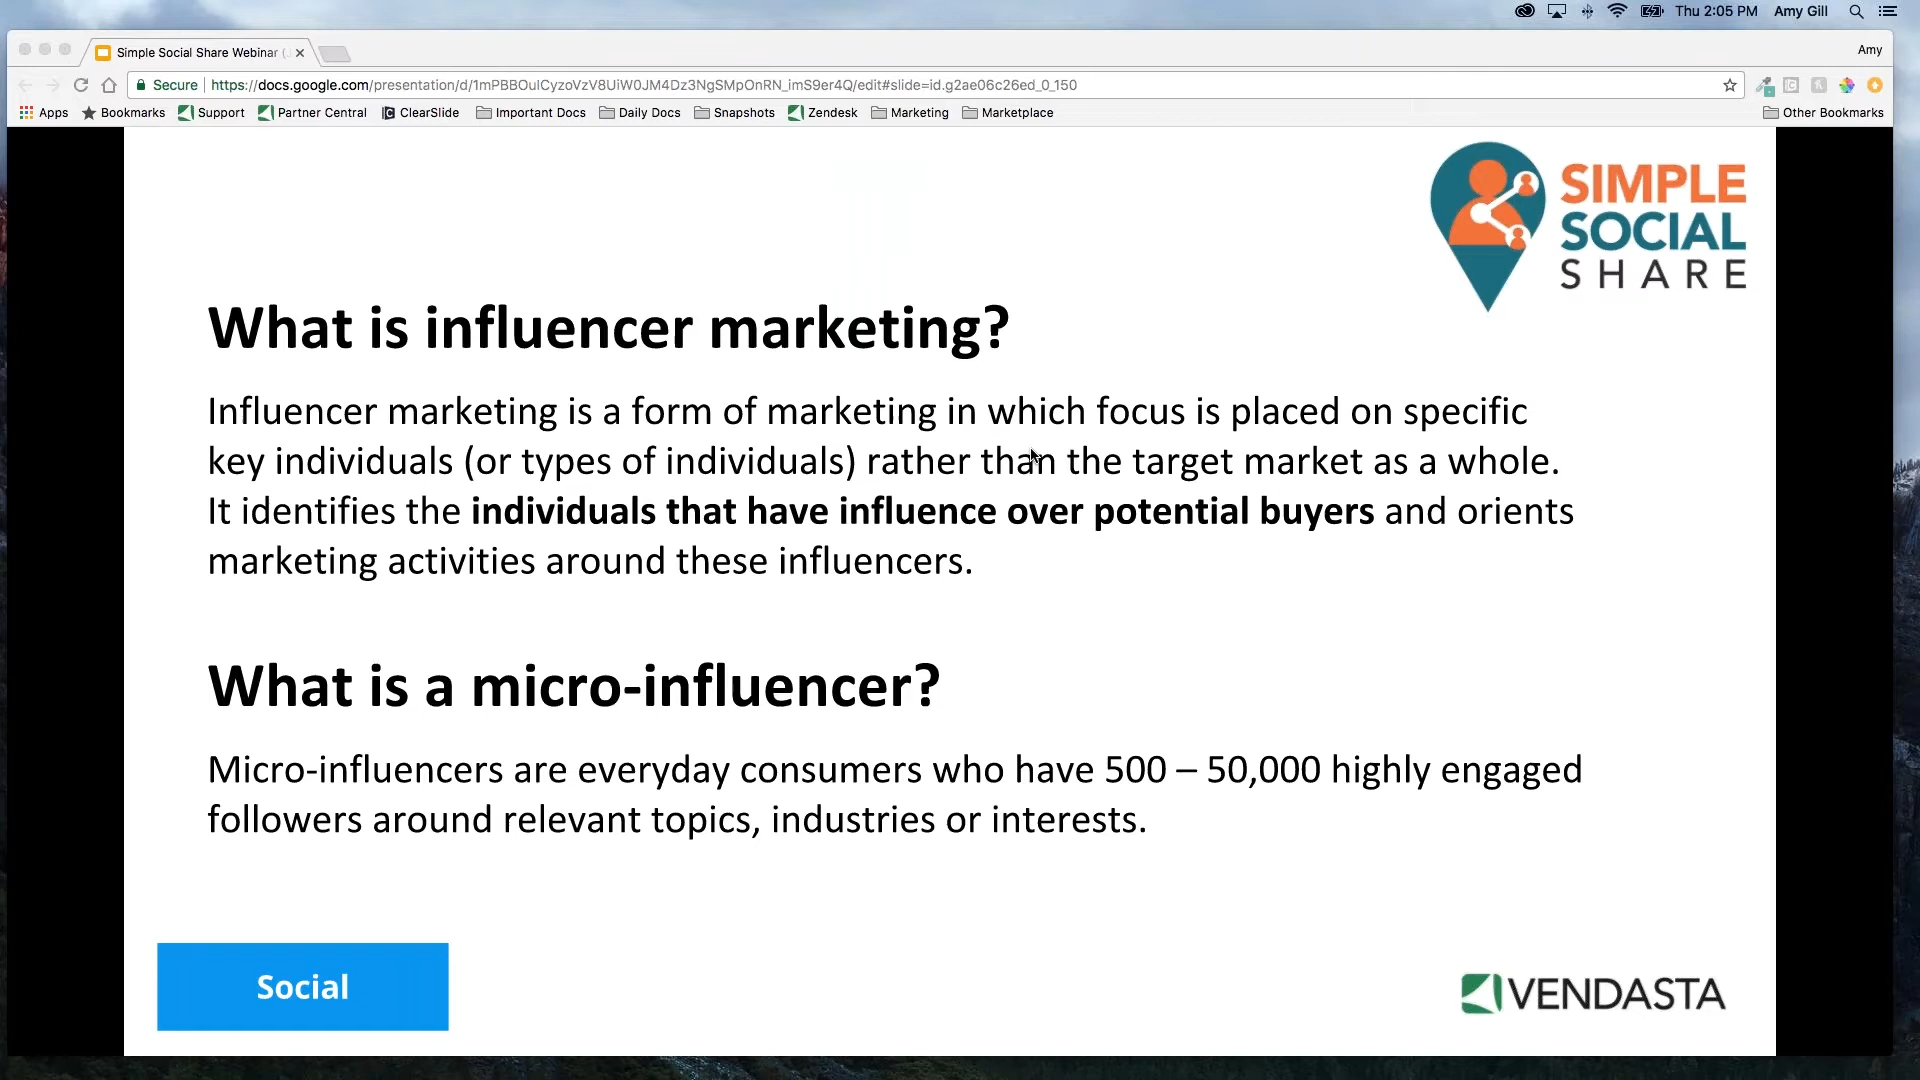 Thu 2:05 PM Amy Gill
Simple Social Share Webinar (
Amy
Secure https://docs.google.com/presentation/d/1mPBBOulCyzoVzV8UiW0JM4Dz3NgSMpOnRN_imS9er4Q/edit#slide=id.g2ae06c26ed_0_150
Apps Bookmarks Support Partner Central ClearSlide Important Docs Daily Docs Snapshots Zendesk Marketing Marketplace Other Bookmarks
SIMPLE
SOCIAL
SHARE
What is influencer marketing?
Influencer marketing is a form of marketing in which focus is placed on specific
key individuals (or types of individuals) rather than the target market as a whole.
It identifies the individuals that have influence over potential buyers and orients
marketing activities around these influencers.
What is a micro-influencer?
Micro-influencers are everyday consumers who have 500 – 50,000 highly engaged
followers around relevant topics, industries or interests.
Social
VENDASTA